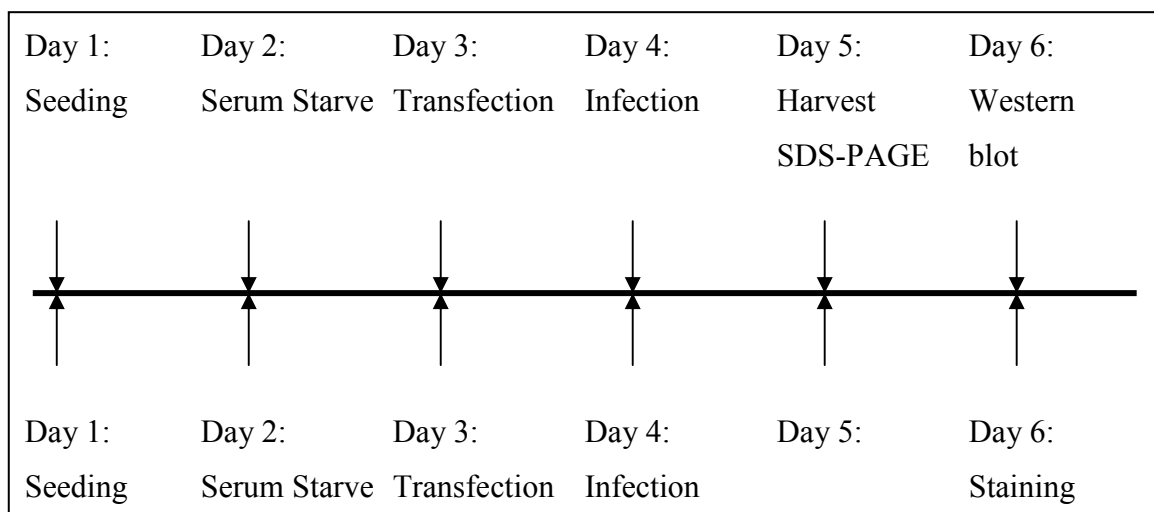 Day 1: Day 2: Day 3: Day 4: Day 5: Day 6:
Seeding Serum Starve Transfection Infection Harvest Western
SDS-PAGE blot
Day 1: Day 2: Day 3: Day 4: Day 5: Day 6:
Seeding Serum Starve Transfection Infection Staining